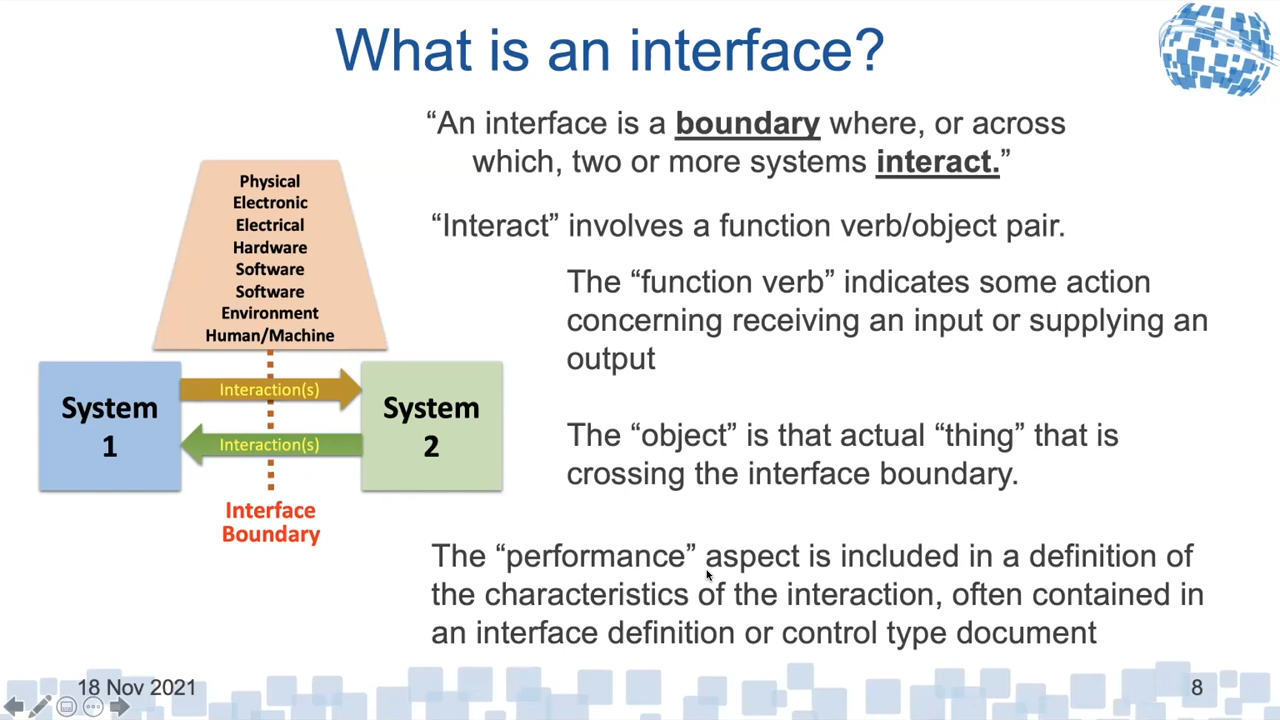 What is an interface?
“An interface is a boundary where, or across
which, two or more systems interact.”
“Interact” involves a function verb/object pair.
The “function verb” indicates some action
concerning receiving an input or supplying an
output
The “object” is that actual “thing” that is
crossing the interface boundary.
The “performance” aspect is included in a definition of
the characteristics of the interaction, often contained in
an interface definition or control type document
Physical
Electronic
Electrical
Hardware
Software
Software
Environment
Human/Machine
System
1
Interaction(s)
Interaction(s)
System
2
Interface
Boundary
18 Nov 2021
8